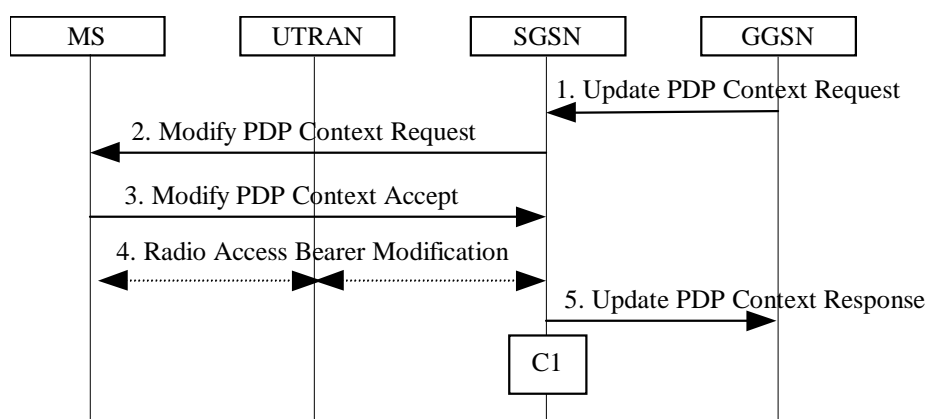 MS
UTRAN
SGSN
GGSN
1. Update PDP Context Request
2. Modify PDP Context Request
3. Modify PDP Context Accept
4. Radio Access Bearer Modification
5. Update PDP Context Response
C1